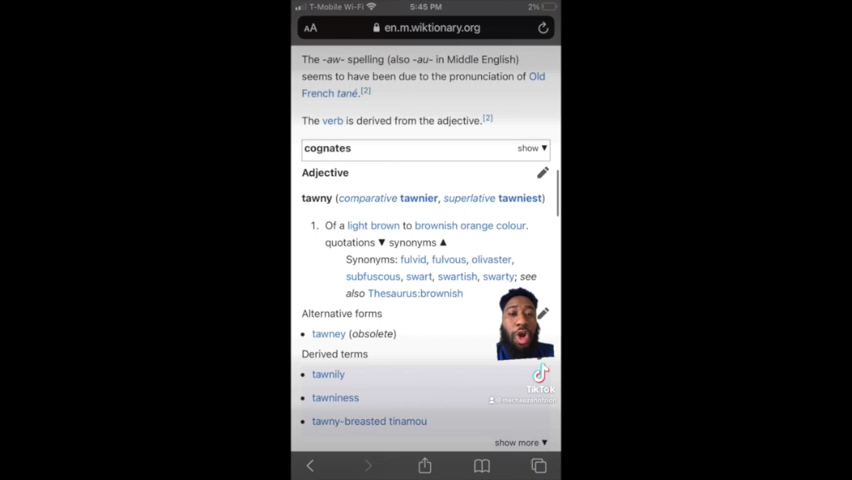 T-Mobile Wi-Fi 5:45 PM 2%
AA en.m.wiktionary.org
The -aw- spelling (also -au- in Middle English)
seems to have been due to the pronunciation of Old
French tané.[2]
The verb is derived from the adjective.[2]
cognates show ▼
Adjective
tawny (comparative tawnier, superlative tawniest)
1. Of a light brown to brownish orange colour.
quotations ▼ synonyms ▲
Synonyms: fulvid, fulvous, olivaster,
subfuscous, swart, swartish, swarty; see
also Thesaurus:brownish
Alternative forms
• tawney (obsolete)
Derived terms
TikTok
• tawnily
• tawniness
• tawny-breasted tinamou
show more ▼